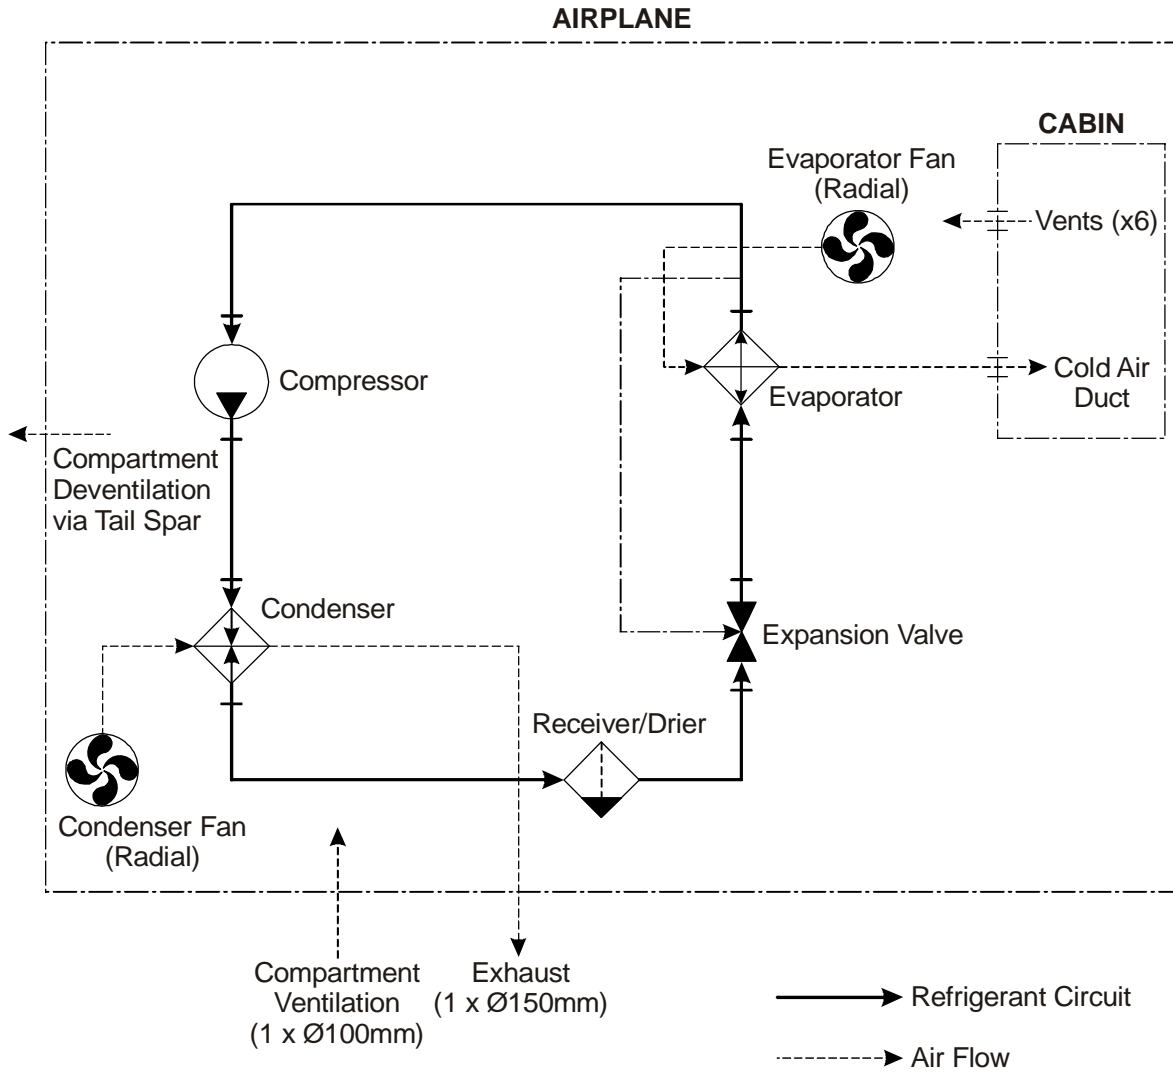 AIRPLANE
CABIN
Evaporator Fan
(Radial)
Vents (x6)
Compressor
Evaporator
Cold Air
Duct
Compartment
Deventilation
via Tail Spar
Condenser
Expansion Valve
Receiver/Drier
Condenser Fan
(Radial)
Compartment
Ventilation
(1 x Ø100mm)
Exhaust
(1 x Ø150mm)
Refrigerant Circuit
Air Flow